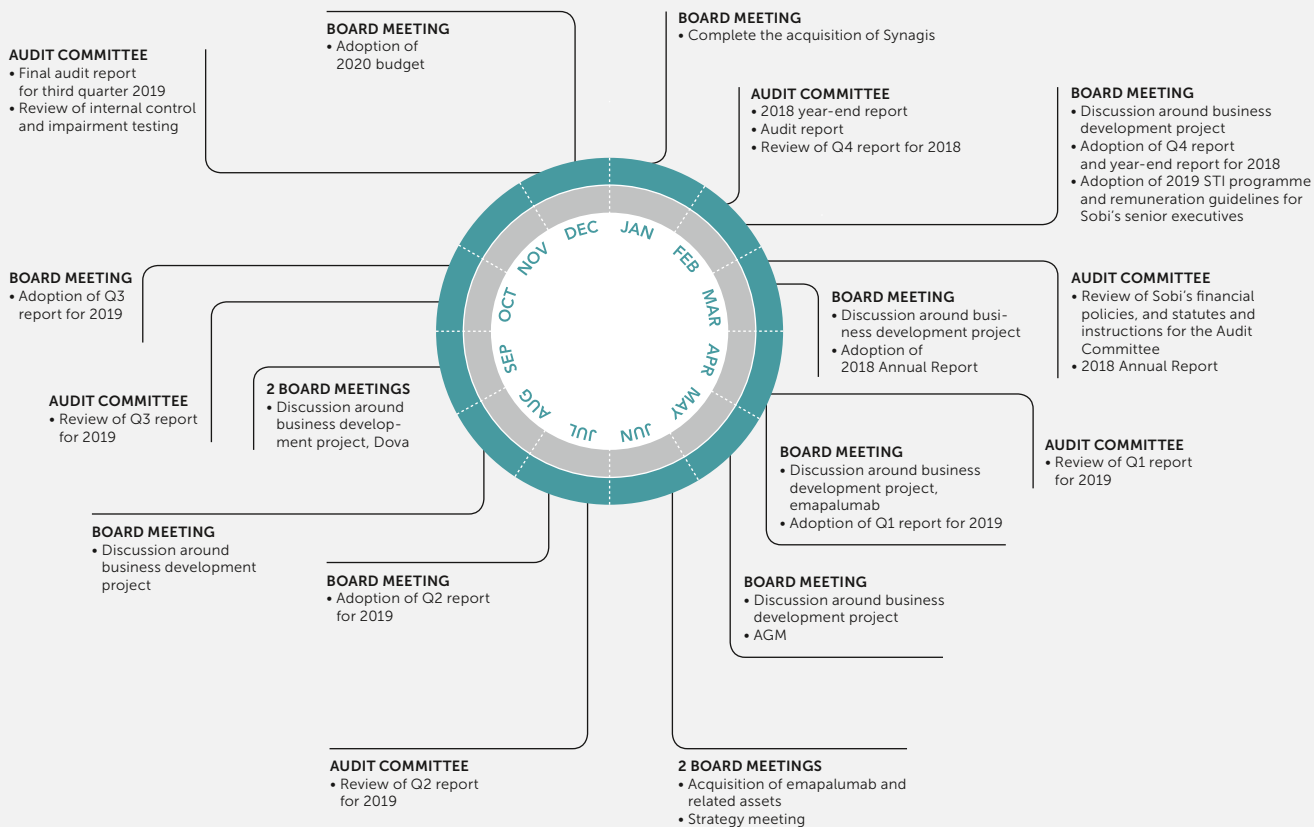 BOARD MEETING
• Complete the acquisition of Synagis
AUDIT COMMITTEE
• 2018 year-end report
• Audit report
• Review of Q4 report for 2018
BOARD MEETING
• Discussion around business
development project
• Adoption of Q4 report
and year-end report for 2018
• Adoption of 2019 STI programme
and remuneration guidelines for
Sobi's senior executives
AUDIT COMMITTEE
• Review of Sobi's financial
policies, and statutes and
instructions for the Audit
Committee
• 2018 Annual Report
BOARD MEETING
• Discussion around busi-
ness development project
• Adoption of
2018 Annual Report
AUDIT COMMITTEE
• Review of Q1 report
for 2019
BOARD MEETING
• Discussion around business
development project,
emapalumab
• Adoption of Q1 report for 2019
BOARD MEETING
• Discussion around business
development project
• AGM
2 BOARD MEETINGS
• Acquisition of emapalumab and
related assets
• Strategy meeting
AUDIT COMMITTEE
• Review of Q2 report
for 2019
BOARD MEETING
• Adoption of Q2 report
for 2019
BOARD MEETING
• Discussion around
business development
project
2 BOARD MEETINGS
• Discussion around
business develop-
ment project, Dova
AUDIT COMMITTEE
• Review of Q3 report
for 2019
BOARD MEETING
• Adoption of Q3
report for 2019
AUDIT COMMITTEE
• Final audit report
for third quarter 2019
• Review of internal control
and impairment testing
BOARD MEETING
• Adoption of
2020 budget
JAN
FEB
MAR
APR
MAY
JUN
JUL
AUG
SEP
OCT
NOV
DEC